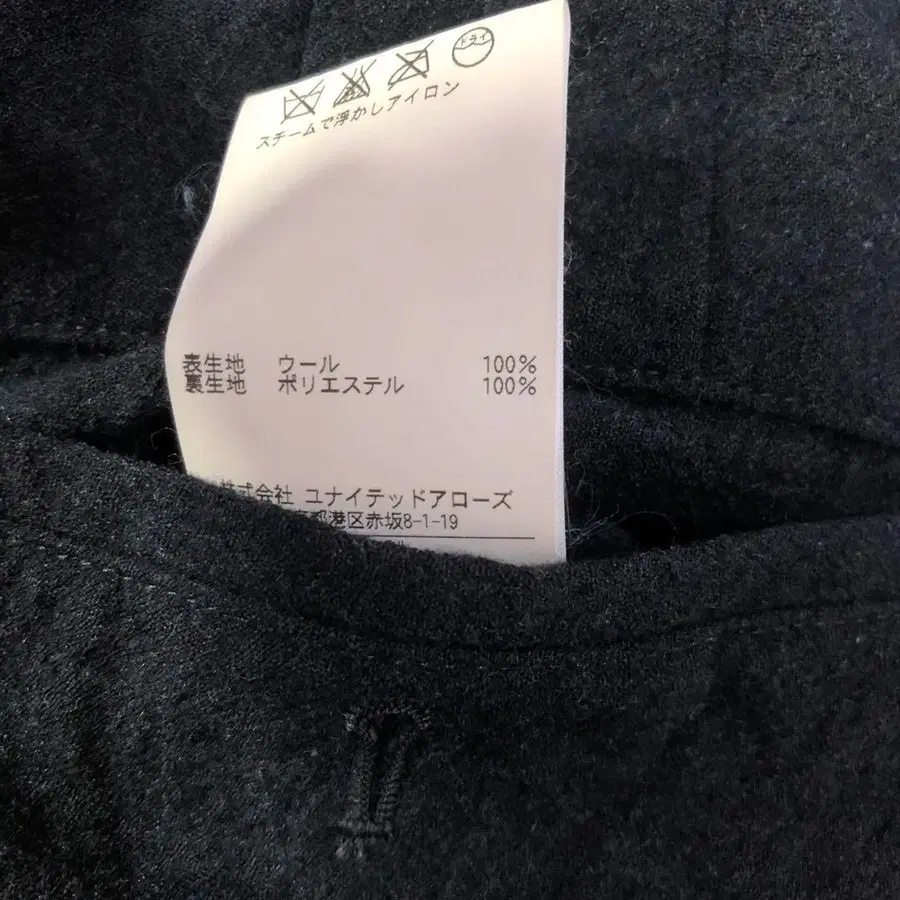 ドライ
スチームで浮かしアイロン
表生地 ウール 100%
裏生地 ポリエステル 100%
式会社 ユナイテッドアローズ
都港区赤坂8-1-19